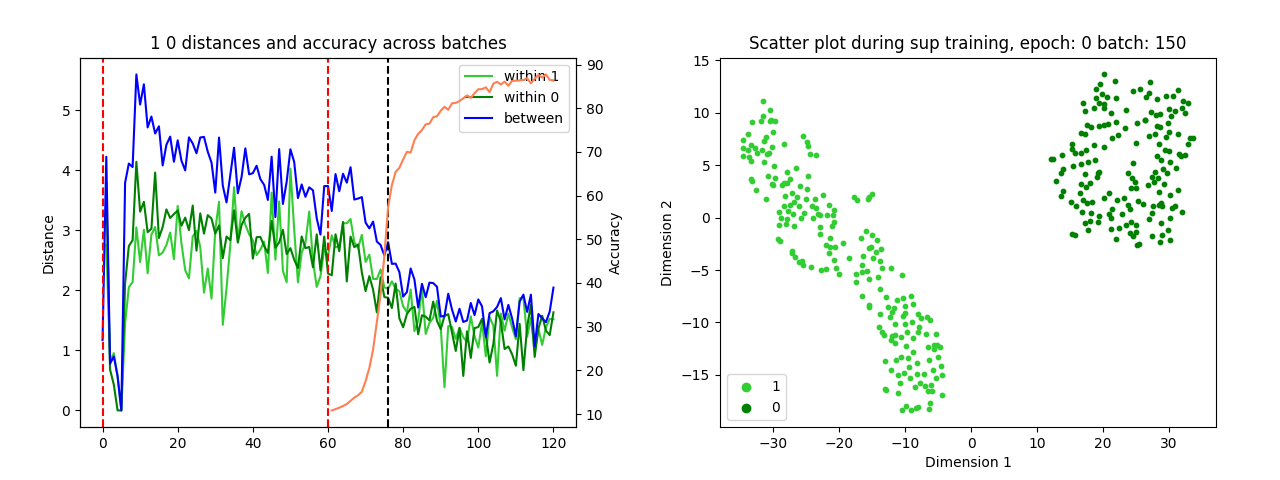 1 0 distances and accuracy across batches
within 1
within 0
between
Distance
5
4
3
2
1
0
0 20 40 60 80 100 120
90
80
70
60
50
40
30
20
10
Accuracy
Scatter plot during sup training, epoch: 0 batch: 150
Dimension 2
15
10
5
0
−5
−10
−15
1
0
−30 −20 −10 0 10 20 30
Dimension 1